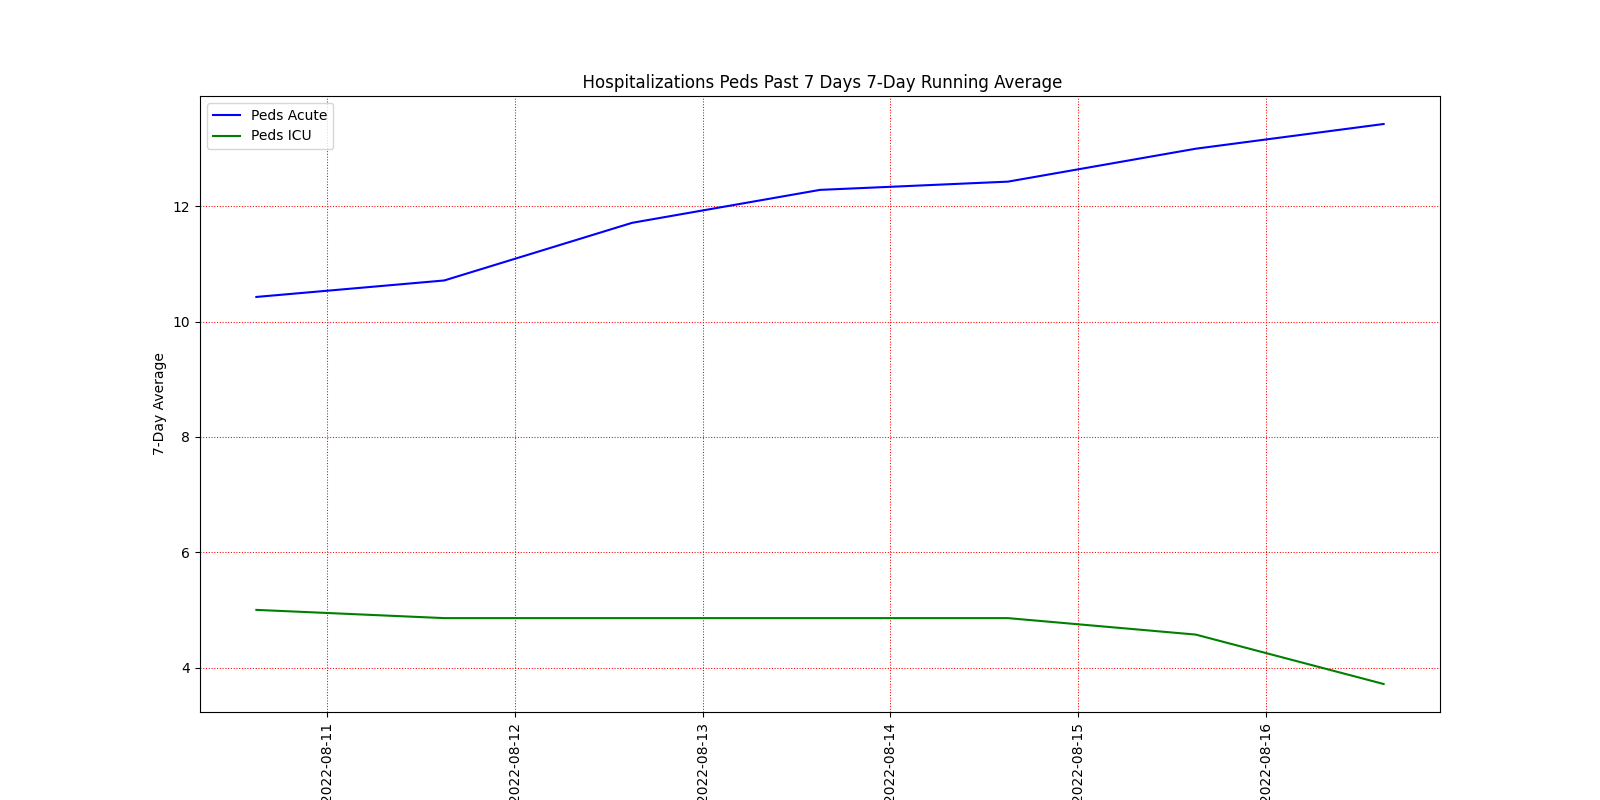 Hospitalizations Peds Past 7 Days 7-Day Running Average
Peds Acute
Peds ICU
12
10
8
6
4
7-Day Average
2022-08-11
2022-08-12
2022-08-13
2022-08-14
2022-08-15
2022-08-16